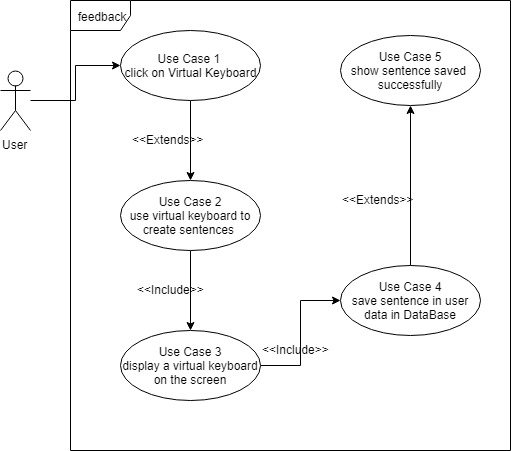 feedback
Use Case 1
click on Virtual Keyboard
User
<<Extends>>
Use Case 2
use virtual keyboard to
create sentences
<<Include>>
Use Case 3
display a virtual keyboard
on the screen
<<Include>>
Use Case 4
save sentence in user
data in DataBase
<<Extends>>
Use Case 5
show sentence saved
successfully